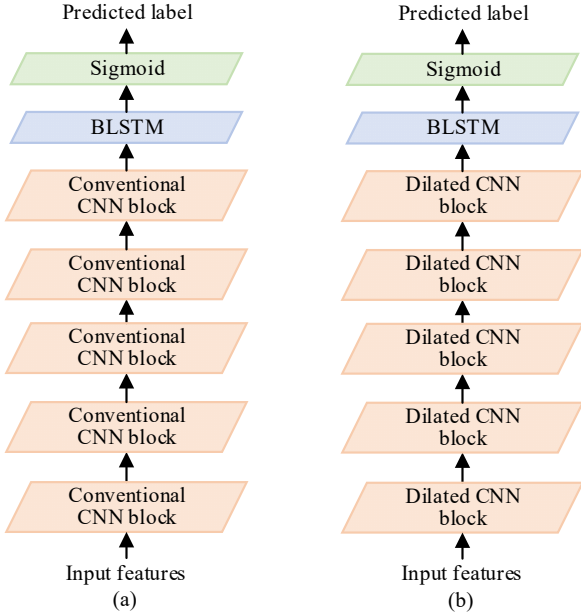 Predicted label
Sigmoid
BLSTM
Conventional
CNN block
Conventional
CNN block
Conventional
CNN block
Conventional
CNN block
Conventional
CNN block
Input features
(a)
Predicted label
Sigmoid
BLSTM
Dilated CNN
block
Dilated CNN
block
Dilated CNN
block
Dilated CNN
block
Dilated CNN
block
Input features
(b)